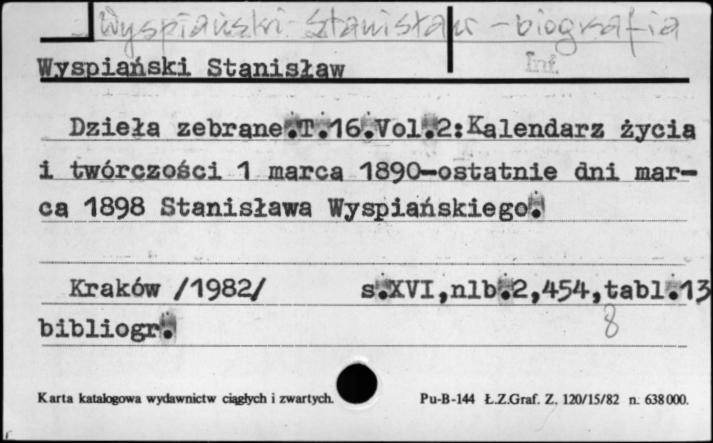 Wyspiański Stanisław - biografia
Inf.
Wyspiański Stanisław
Dzieła zebrane.T.16.Vol.2:Kalendarz życia
i twórczości 1 marca 1890-ostatnie dni mar-
ca 1898 Stanisława Wyspiańskiego.
Kraków /1982/ s.XVI,nlb.2,454,tabl.13
bibliogr.
8
Karta katalogowa wydawnictw ciągłych i zwartych. Pu-B-144 Ł.Z.Graf. Z. 120/15/82 n. 638000.